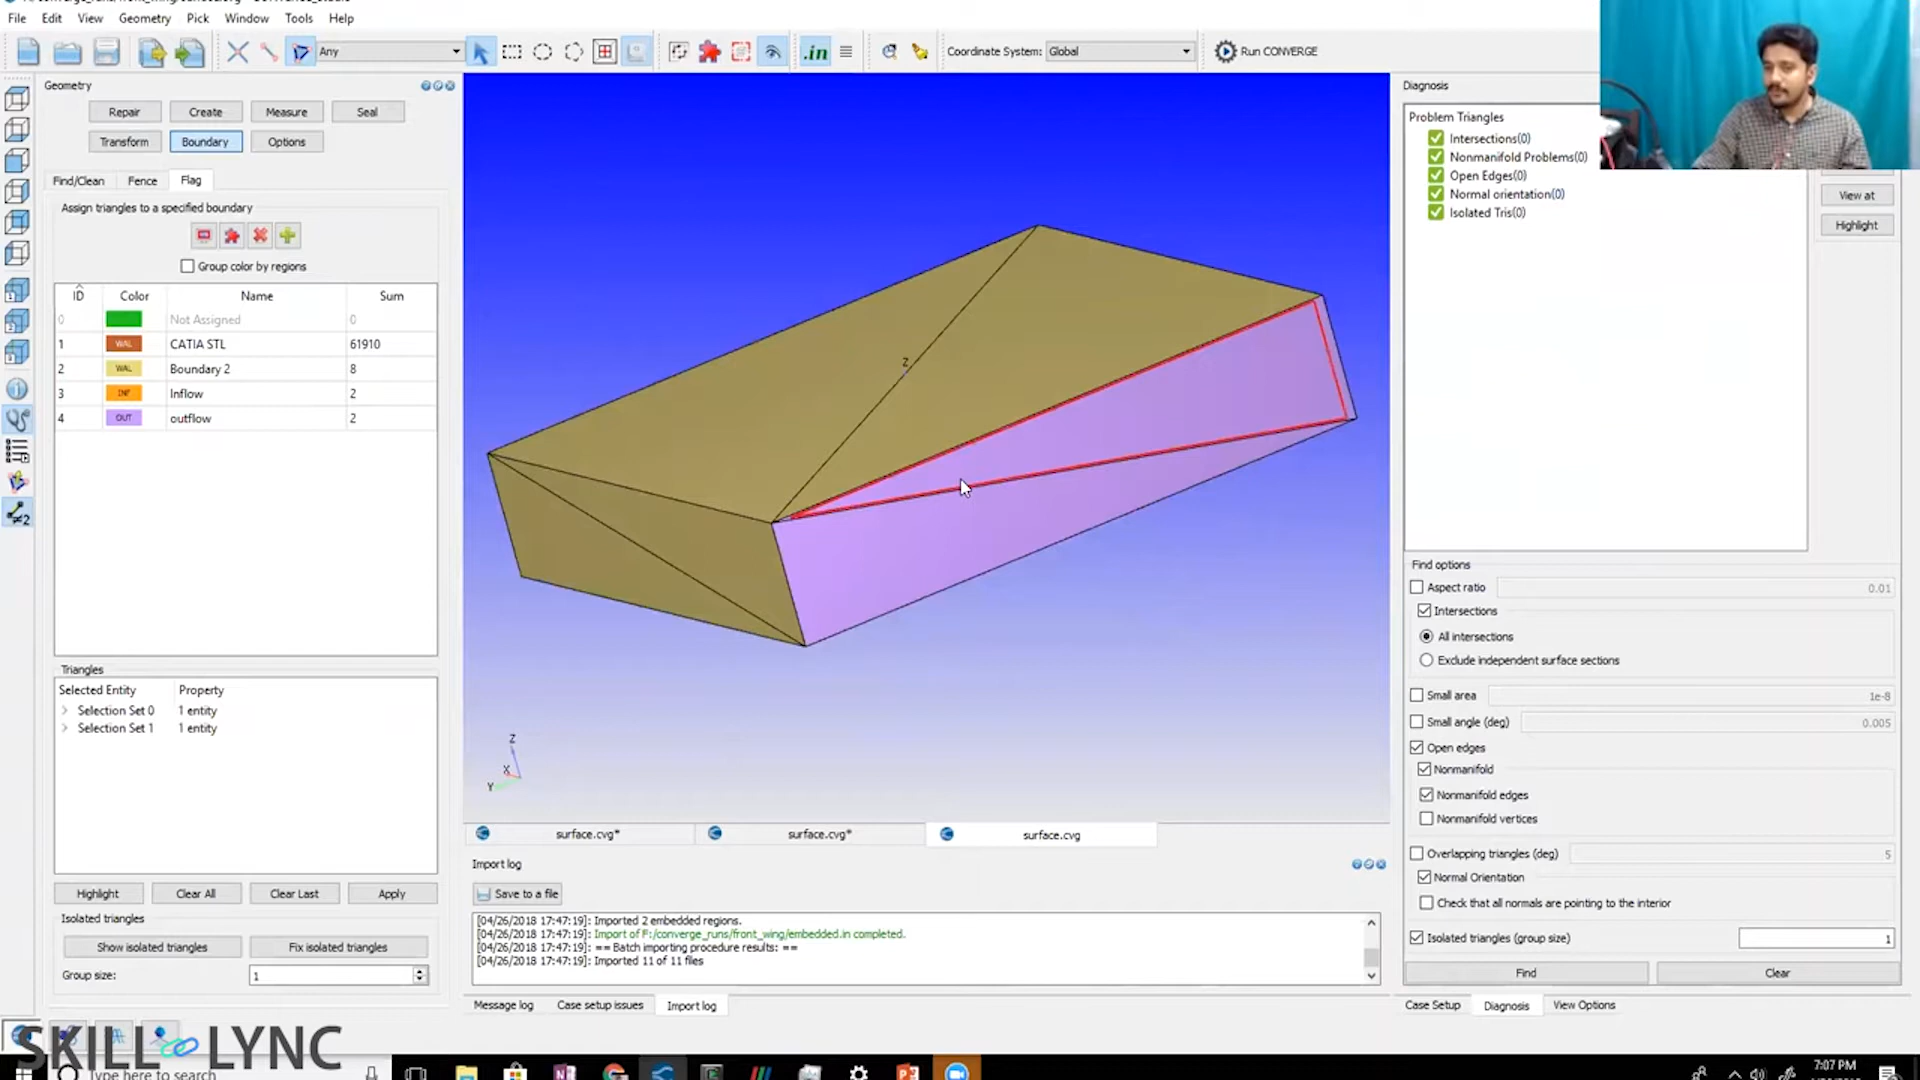 File Edit View Geometry Pick Window Tools Help
Any
.in
Coordinate System: Global
Run CONVERGE
Geometry
Repair Create Measure Seal
Transform Boundary Options
Find/Clean Fence Flag
Assign triangles to a specified boundary
Group color by regions
ID Color Name Sum
0 Not Assigned 0
1 WAL CATIA STL 61910
2 WAL Boundary 2 8
3 INF Inflow 2
4 OUT outflow 2
Triangles
Selected Entity Property
Selection Set 0 1 entity
Selection Set 1 1 entity
Highlight Clear All Clear Last Apply
Isolated triangles
Show isolated triangles Fix isolated triangles
Group size: 1
Z
Z
X
Y
surface.cvg* surface.cvg* surface.cvg
Import log
Save to a file
[04/26/2018 17:47:19]: Imported 2 embedded regions.
[04/26/2018 17:47:19]: Import of F:/converge_runs/front_wing/embedded.in completed.
[04/26/2018 17:47:19]: == Batch importing procedure results: ==
[04/26/2018 17:47:19]: Imported 11 of 11 files
Message log Case setup issues Import log
Diagnosis
Problem Triangles
Intersections(0)
Nonmanifold Problems(0)
Open Edges(0)
Normal orientation(0)
Isolated Tris(0)
View at
Highlight
Find options
Aspect ratio 0.01
Intersections
All intersections
Exclude independent surface sections
Small area 1e-8
Small angle (deg) 0.005
Open edges
Nonmanifold
Nonmanifold edges
Nonmanifold vertices
Overlapping triangles (deg) 5
Normal Orientation
Check that all normals are pointing to the interior
Isolated triangles (group size) 1
Find Clear
Case Setup Diagnosis View Options
SKILL LYNC
Type here to search
7:07 PM